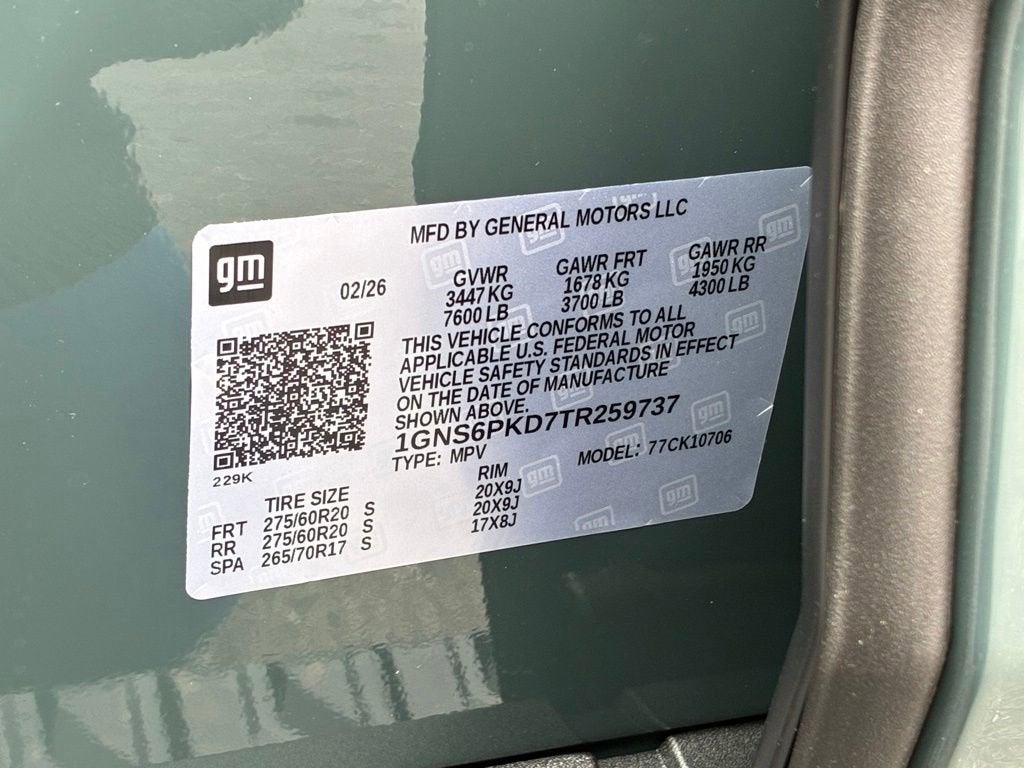 MFD BY GENERAL MOTORS LLC
gm
02/26
GVWR GAWR FRT GAWR RR
3447 KG 1678 KG 1950 KG
7600 LB 3700 LB 4300 LB
THIS VEHICLE CONFORMS TO ALL
APPLICABLE U.S. FEDERAL MOTOR
VEHICLE SAFETY STANDARDS IN EFFECT
ON THE DATE OF MANUFACTURE
SHOWN ABOVE.
1GNS6PKD7TR259737
TYPE: MPV MODEL: 77CK10706
229K
TIRE SIZE RIM
FRT 275/60R20 S 20X9J
RR 275/60R20 S 20X9J
SPA 265/70R17 S 17X8J